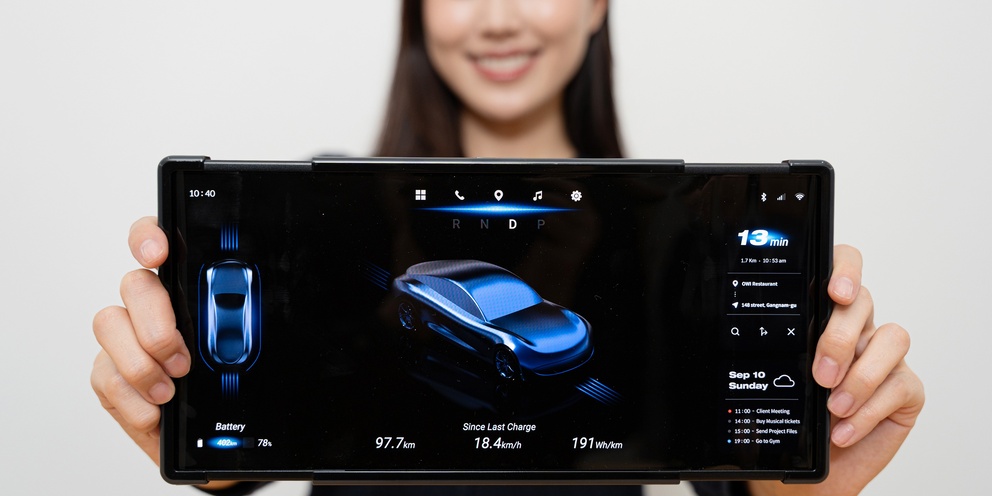 10:40
R N D P
13 min
1.7 Km • 10:53 am
OWI Restaurant
148 street, Gangnam-gu
Sep 10
Sunday
11:00 - Client Meeting
14:00 - Buy Musical tickets
15:00 - Send Project Files
19:00 - Go to Gym
Battery
402km 78%
Since Last Charge
97.7km 18.4km/h 191Wh/km